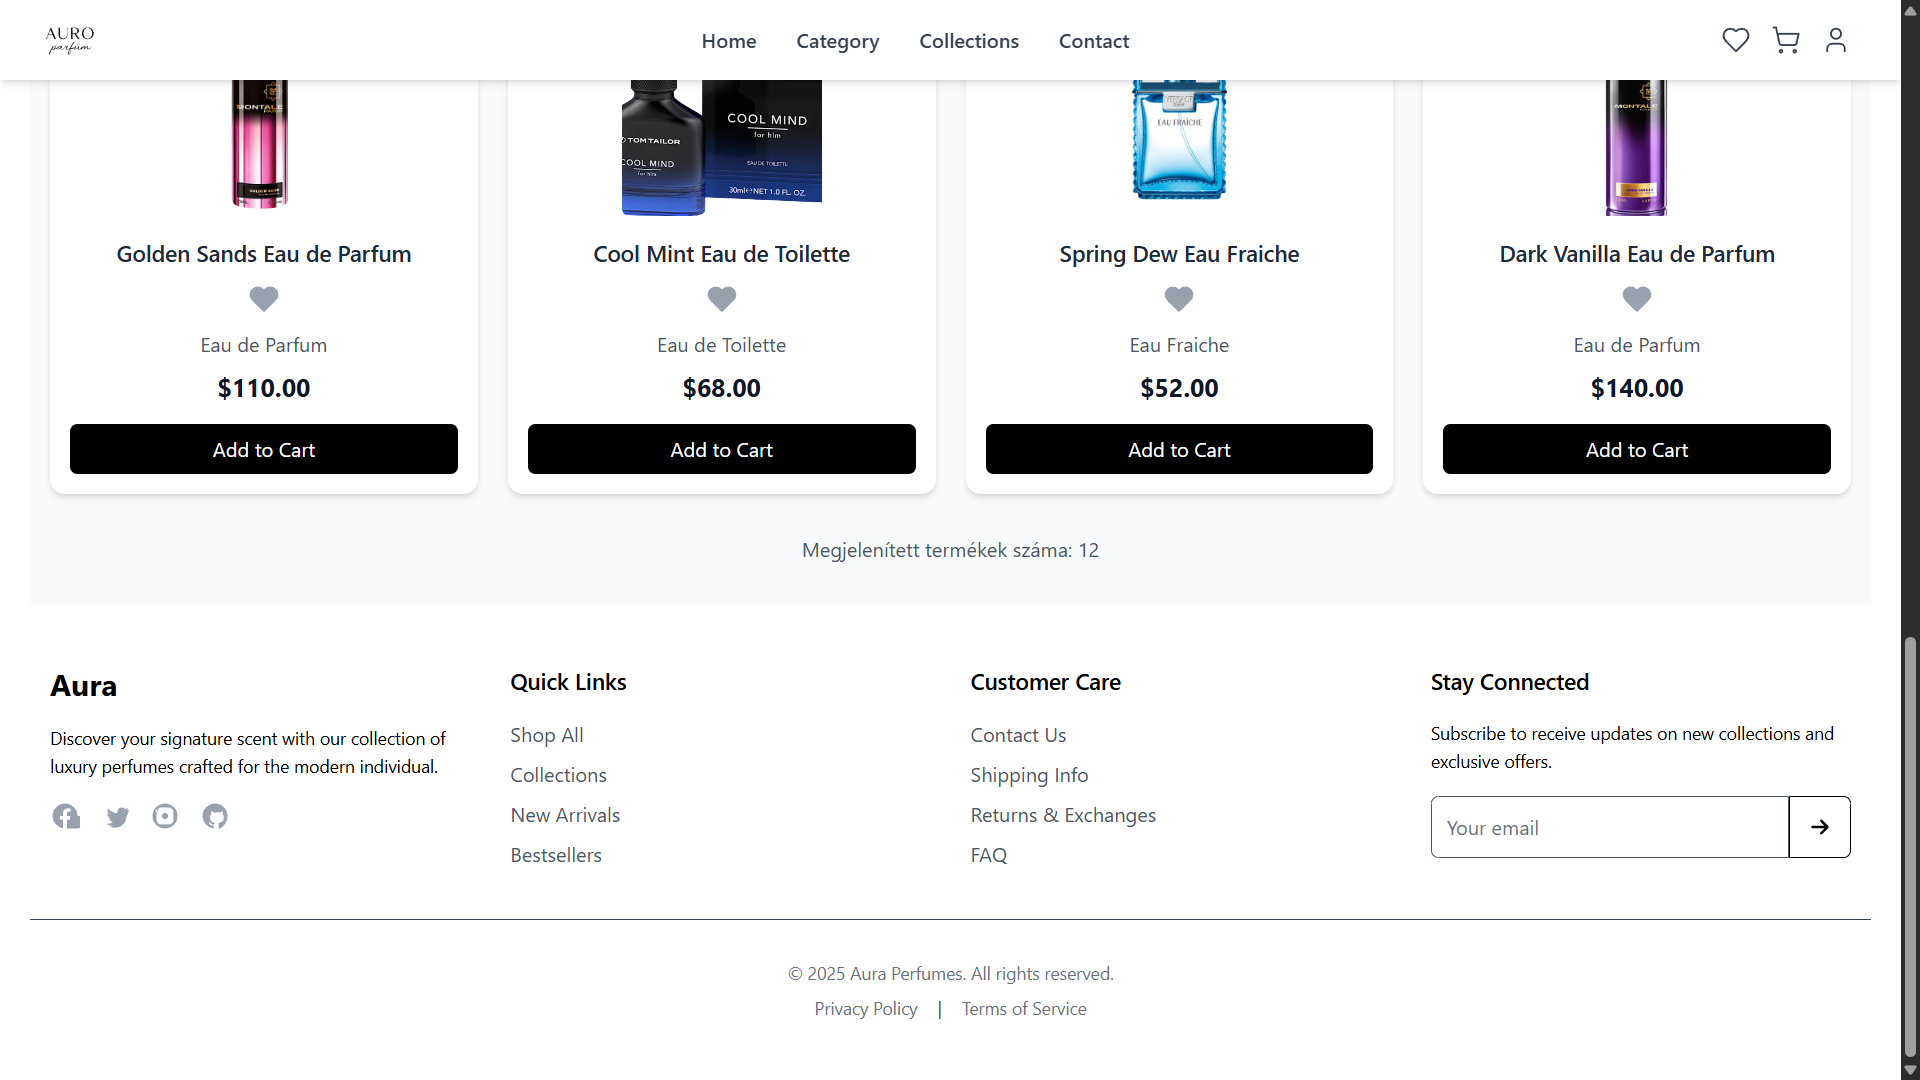 AURO
parfüm
Home
Category
Collections
Contact
MONTALE
TOM TAILOR
COOL MIND
for him
COOL MIND
for him
EAU DE TOILETTE
30ml e NET 1.0 FL. OZ.
VERSACE
EAU FRAÎCHE
MONTALE
Golden Sands Eau de Parfum
Cool Mint Eau de Toilette
Spring Dew Eau Fraiche
Dark Vanilla Eau de Parfum
Eau de Parfum
Eau de Toilette
Eau Fraiche
Eau de Parfum
$110.00
$68.00
$52.00
$140.00
Add to Cart
Add to Cart
Add to Cart
Add to Cart
Megjelenített termékek száma: 12
Aura
Discover your signature scent with our collection of
luxury perfumes crafted for the modern individual.
Quick Links
Shop All
Collections
New Arrivals
Bestsellers
Customer Care
Contact Us
Shipping Info
Returns & Exchanges
FAQ
Stay Connected
Subscribe to receive updates on new collections and
exclusive offers.
Your email
© 2025 Aura Perfumes. All rights reserved.
Privacy Policy | Terms of Service